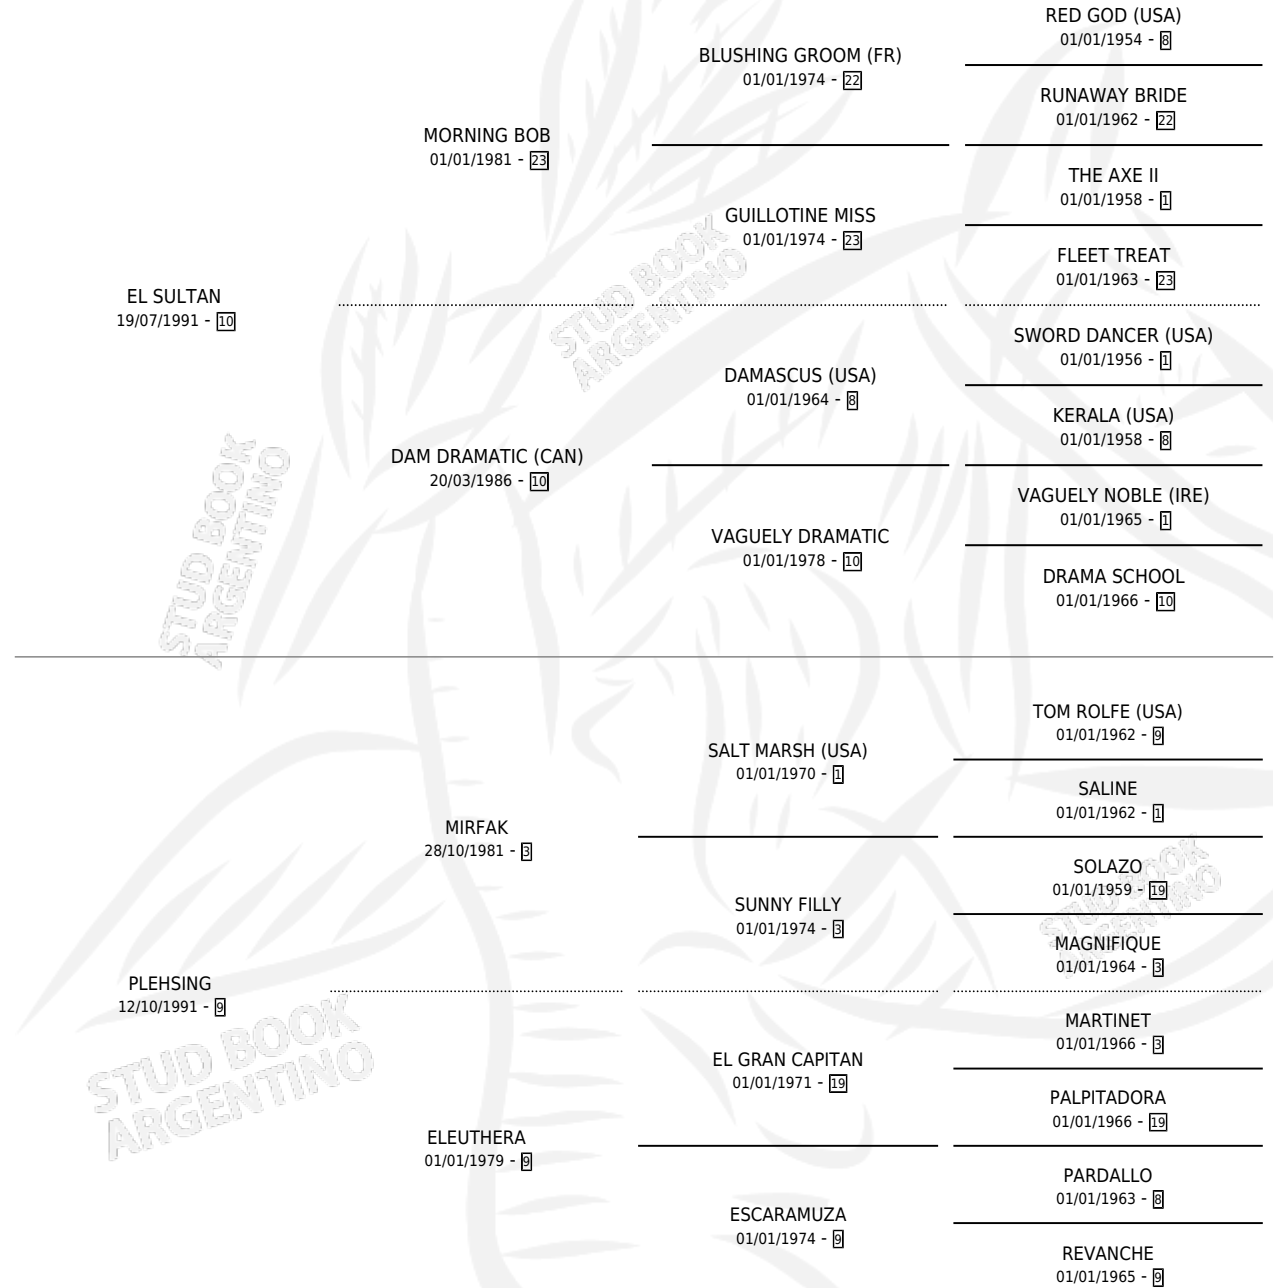 RED GOD (USA)
01/01/1954 - 8
BLUSHING GROOM (FR)
01/01/1974 - 22
RUNAWAY BRIDE
01/01/1962 - 22
MORNING BOB
01/01/1981 - 23
THE AXE II
01/01/1958 - 1
GUILLOTINE MISS
01/01/1974 - 23
FLEET TREAT
01/01/1963 - 23
EL SULTAN
19/07/1991 - 10
SWORD DANCER (USA)
01/01/1956 - 1
DAMASCUS (USA)
01/01/1964 - 8
KERALA (USA)
01/01/1958 - 8
DAM DRAMATIC (CAN)
20/03/1986 - 10
VAGUELY NOBLE (IRE)
01/01/1965 - 1
VAGUELY DRAMATIC
01/01/1978 - 10
DRAMA SCHOOL
01/01/1966 - 10
TOM ROLFE (USA)
01/01/1962 - 9
SALT MARSH (USA)
01/01/1970 - 1
SALINE
01/01/1962 - 1
MIRFAK
28/10/1981 - 3
SOLAZO
01/01/1959 - 19
SUNNY FILLY
01/01/1974 - 3
MAGNIFIQUE
01/01/1964 - 3
PLEHSING
12/10/1991 - 9
MARTINET
01/01/1966 - 3
EL GRAN CAPITAN
01/01/1971 - 19
PALPITADORA
01/01/1966 - 19
ELEUTHERA
01/01/1979 - 9
PARDALLO
01/01/1963 - 8
ESCARAMUZA
01/01/1974 - 9
REVANCHE
01/01/1965 - 9
STUD BOOK
ARGENTINO
STUD BOOK
ARGENTINO
STUD BOOK
ARGENTINO
STUD BOOK
ARGENTINO